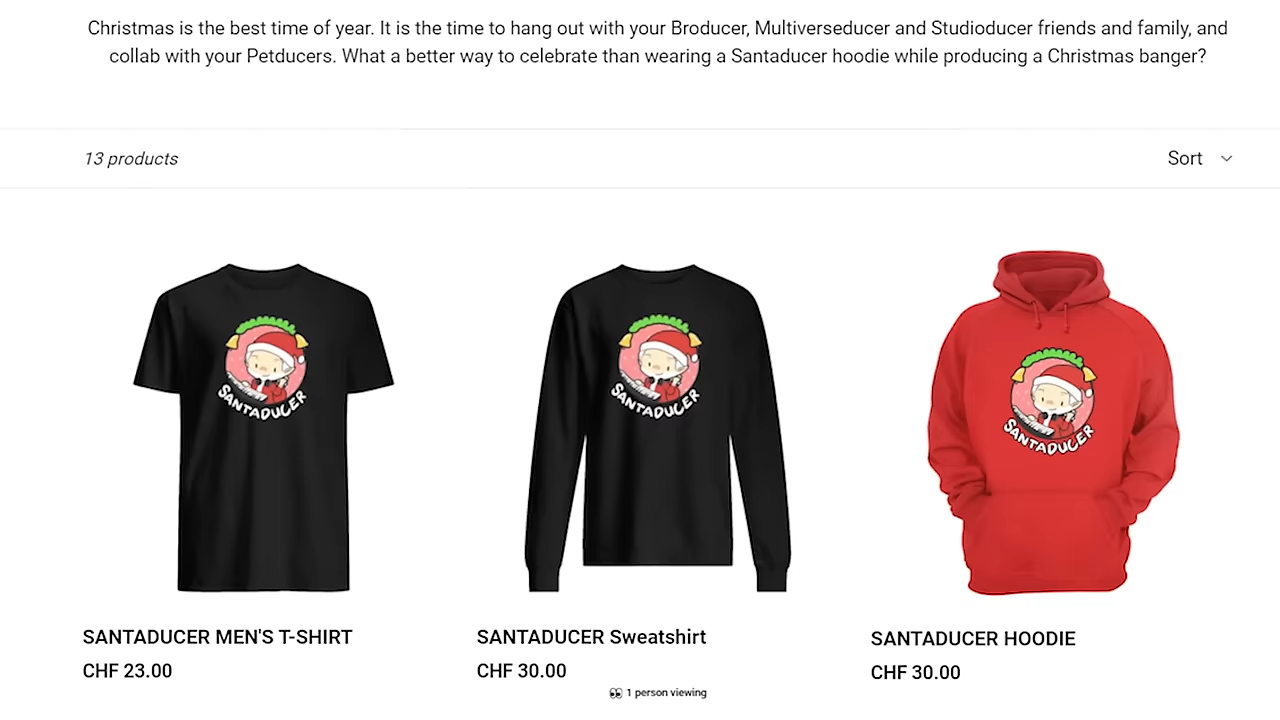 Christmas is the best time of year. It is the time to hang out with your Broducer, Multiverseducer and Studioducer friends and family, and
collab with your Petducers. What a better way to celebrate than wearing a Santaducer hoodie while producing a Christmas banger?
13 products
Sort
SANTADUCER
SANTADUCER
SANTADUCER
SANTADUCER MEN'S T-SHIRT
SANTADUCER Sweatshirt
SANTADUCER HOODIE
CHF 23.00
CHF 30.00
CHF 30.00
1 person viewing